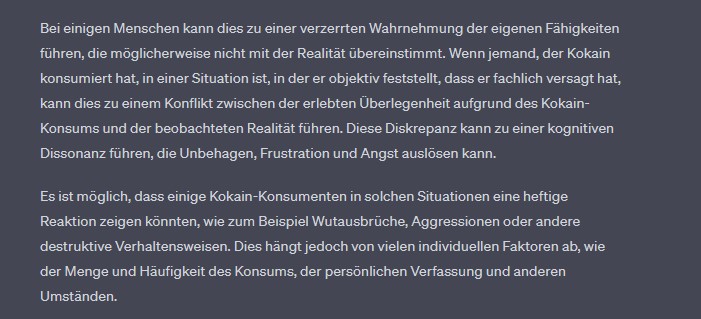 Bei einigen Menschen kann dies zu einer verzerrten Wahrnehmung der eigenen Fähigkeiten
führen, die möglicherweise nicht mit der Realität übereinstimmt. Wenn jemand, der Kokain
konsumiert hat, in einer Situation ist, in der er objektiv feststellt, dass er fachlich versagt hat,
kann dies zu einem Konflikt zwischen der erlebten Überlegenheit aufgrund des Kokain-
Konsums und der beobachteten Realität führen. Diese Diskrepanz kann zu einer kognitiven
Dissonanz führen, die Unbehagen, Frustration und Angst auslösen kann.
Es ist möglich, dass einige Kokain-Konsumenten in solchen Situationen eine heftige
Reaktion zeigen könnten, wie zum Beispiel Wutausbrüche, Aggressionen oder andere
destruktive Verhaltensweisen. Dies hängt jedoch von vielen individuellen Faktoren ab, wie
der Menge und Häufigkeit des Konsums, der persönlichen Verfassung und anderen
Umständen.